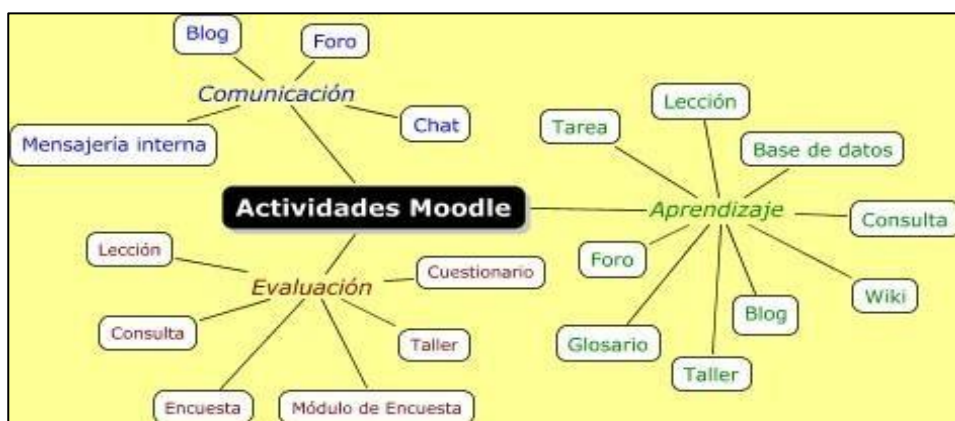 Blog
Foro
Comunicación
Chat
Mensajería interna
Actividades Moodle
Lección
Tarea
Base de datos
Aprendizaje
Consulta
Foro
Wiki
Blog
Glosario
Taller
Lección
Evaluación
Cuestionario
Consulta
Taller
Encuesta
Módulo de Encuesta